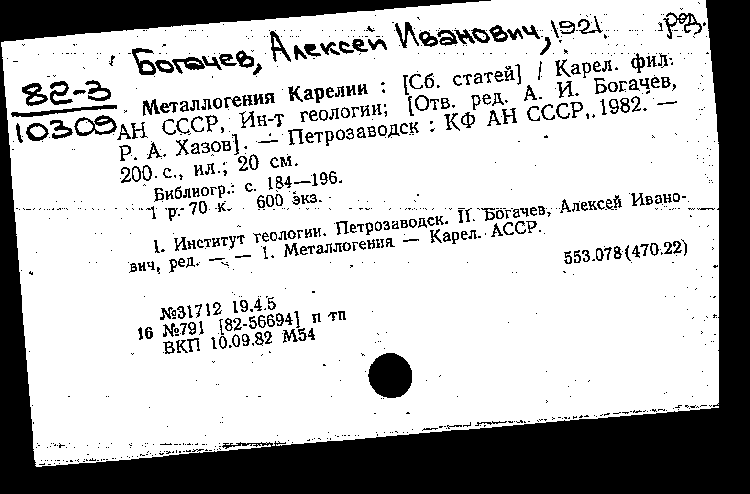 Богачев, Алексей Иванович, 1921. ред.
82-3
10309
Металлогения Карелии : [Сб. статей] / Карел. фил.
АН СССР, Ин-т геологии; [Отв. ред. А. И. Богачев,
Р. А. Хазов]. — Петрозаводск : КФ АН СССР, 1982. —
200 с., ил.; 20 см.
Библиогр.: с. 184—196.
1 р. 70 к. 600 экз.
I. Институт геологии. Петрозаводск. II. Богачев, Алексей Ивано-
вич, ред. — — 1. Металлогения — Карел. АССР.
553.078(470.22)
№31712 19.4.5
16 №791 [82-56694] п тп
ВКП 10.09.82 М54